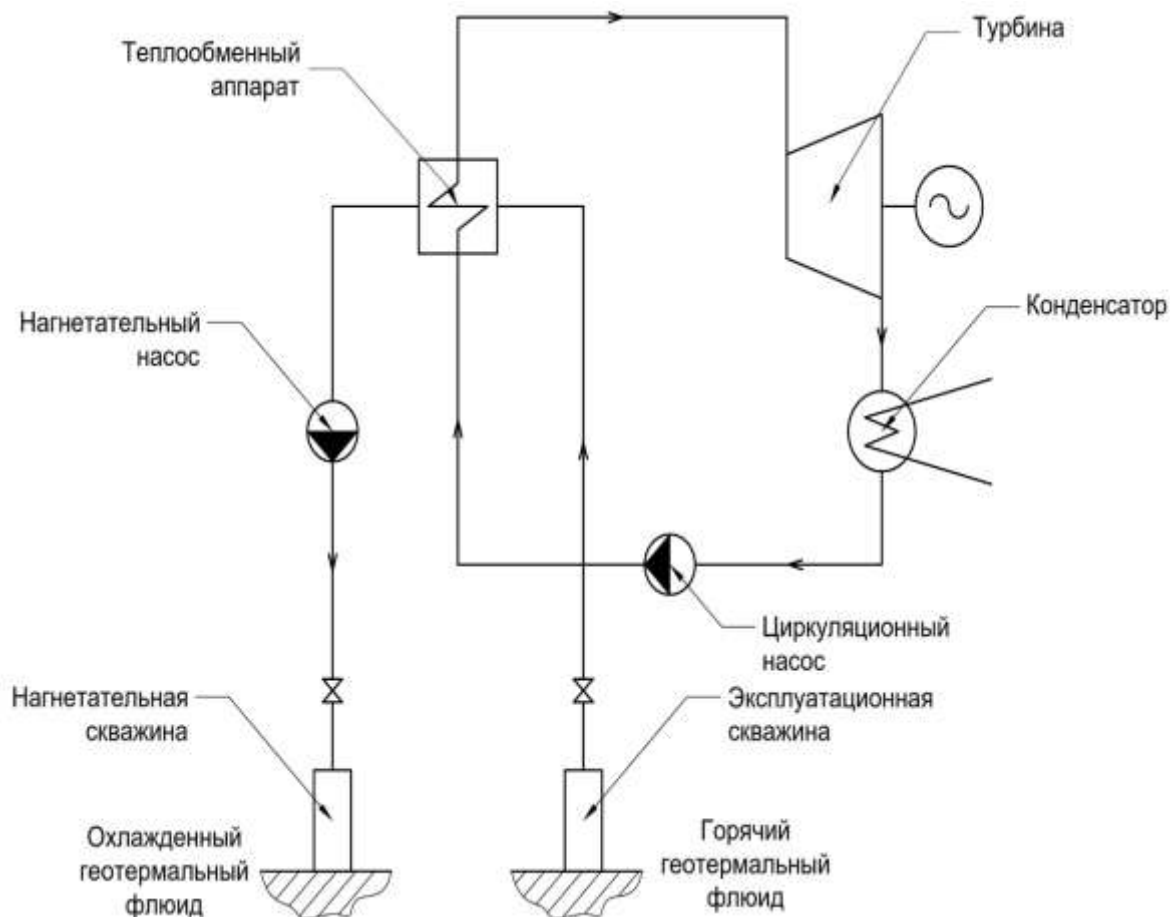 Теплообменный
аппарат
Турбина
Нагнетательный
насос
Конденсатор
Циркуляционный
насос
Нагнетательная
скважина
Эксплуатационная
скважина
Охлажденный
геотермальный
флюид
Горячий
геотермальный
флюид